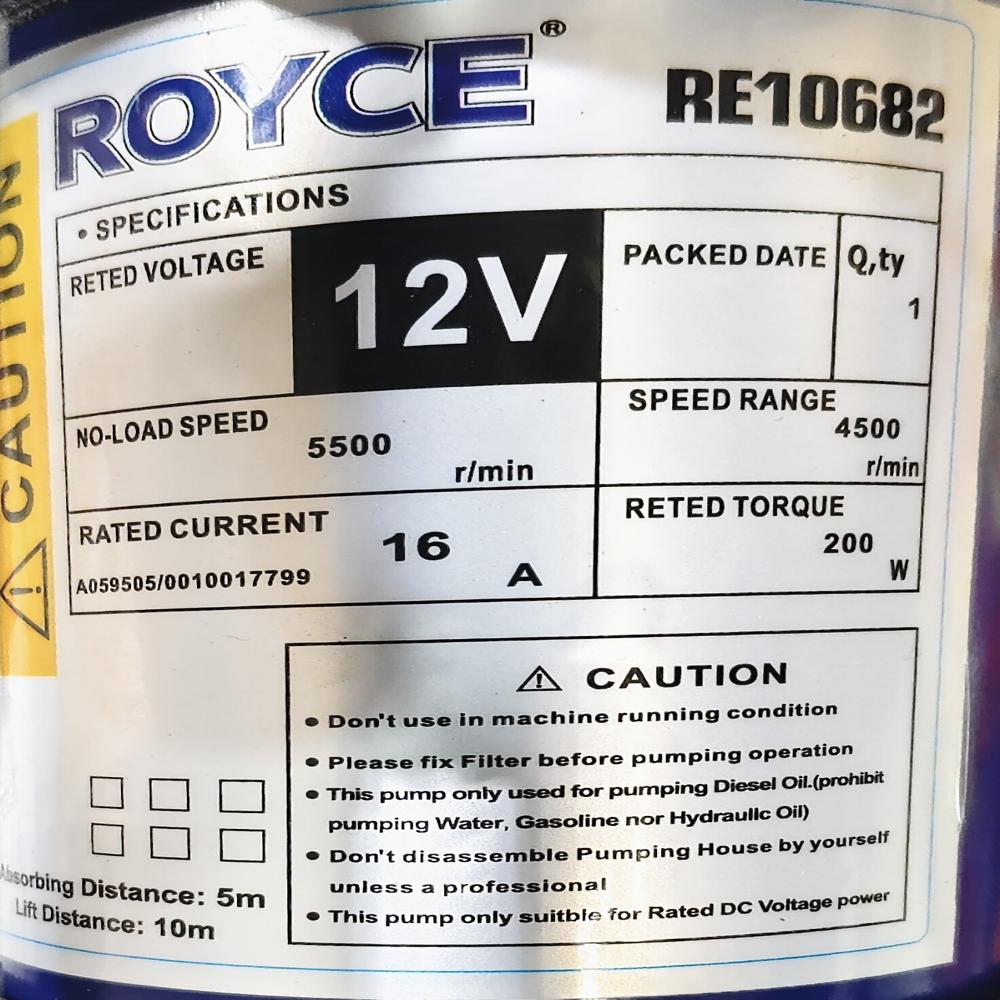 ROYCE®
RE10682
CAUTION
• SPECIFICATIONS
RETED VOLTAGE
12V
PACKED DATE
Q,ty
1
NO-LOAD SPEED
5500
r/min
SPEED RANGE
4500
r/min
RATED CURRENT
16
A
A059505/0010017799
RETED TORQUE
200
W
CAUTION
• Don't use in machine running condition
• Please fix Filter before pumping operation
• This pump only used for pumping Diesel Oil.(prohibit
pumping Water, Gasoline nor Hydraulic Oil)
• Don't disassemble Pumping House by yourself
unless a professional
• This pump only suitble for Rated DC Voltage power
Absorbing Distance: 5m
Lift Distance: 10m